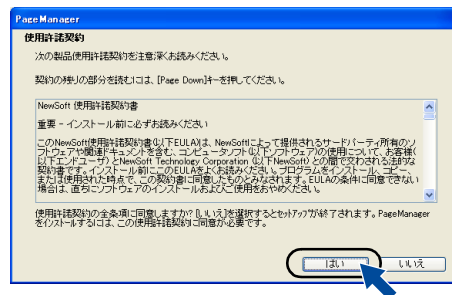 PageManager
使用許諾契約
次の製品使用許諾契約を注意深くお読みください。
契約の残りの部分を読むには、[Page Down]キーを押してください。
NewSoft 使用許諾契約書
重要 - インストール前に必ずお読みください
このNewSoft使用許諾契約書(以下EULA)は、NewSoftによって提供されるサードパーティ所有のソ
フトウェアや関連ドキュメントを含む、コンピュータソフト(以下ソフトウェア)の使用について、お客様(
以下エンドユーザ)とNewSoft Technology Corporation (以下NewSoft) との間で交わされる法的な
契約書です。インストール前にこのEULAをよくお読みください。プログラムをインストール、コピー、
または使用された時点で、この契約書に同意したものとみなされます。EULAの条件に同意できない
場合は、直ちにソフトウェアのインストールおよびご使用をおやめください。
使用許諾契約の全条項に同意しますか? [いいえ]を選択するとセットアップが終了されます。PageManager
をインストールするには、この使用許諾契約に同意が必要です。
はい
いいえ